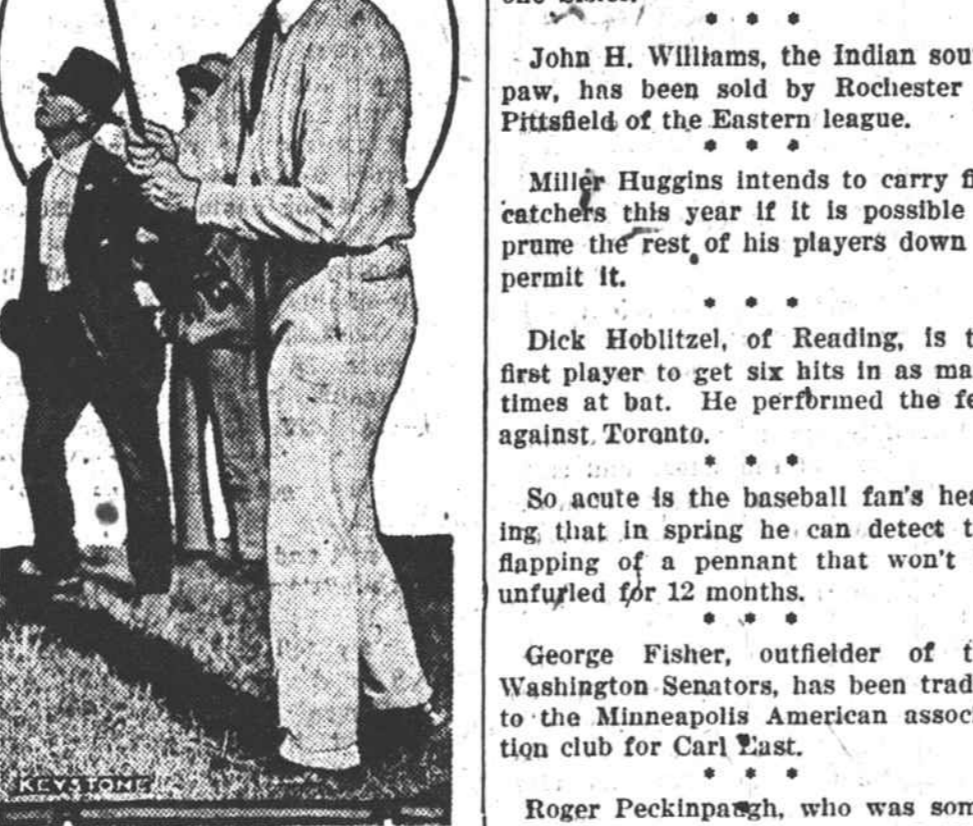 KEYSTONE
* * *
John H. Williams, the Indian sou
paw, has been sold by Rochester
Pittsfield of the Eastern league.
* * *
Miller Huggins intends to carry fi
catchers this year if it is possible
prune the rest of his players down
permit it.
* * *
Dick Hoblitzel, of Reading, is t
first player to get six hits in as ma
times at bat. He performed the fe
against Toronto.
* * *
So acute is the baseball fan's hea
ing that in spring he can detect t
flapping of a pennant that won't
unfurled for 12 months.
* * *
George Fisher, outfielder of t
Washington Senators, has been trad
to the Minneapolis American associ
tion club for Carl East.
* * *
Roger Peckinpaugh, who was som